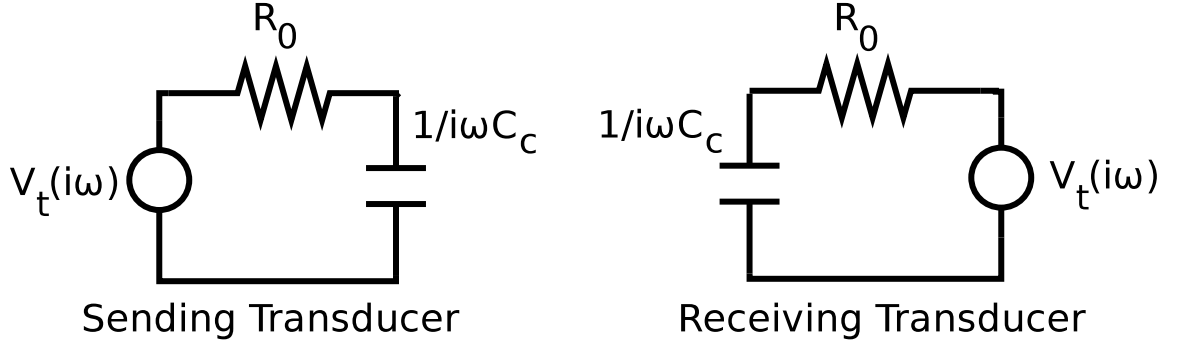 R0
1/iωCc
Vt(iω)
Sending Transducer
R0
1/iωCc
Vt(iω)
Receiving Transducer